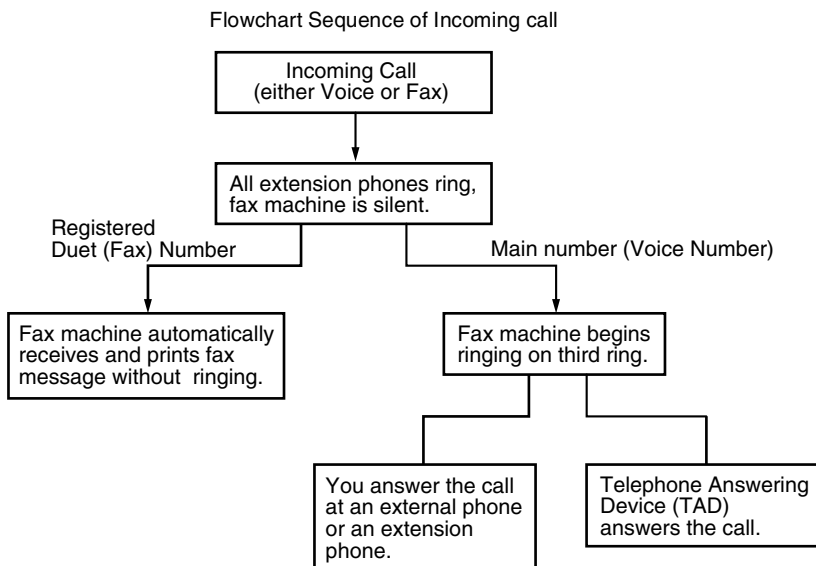 Flowchart Sequence of Incoming call
Incoming Call
(either Voice or Fax)
All extension phones ring,
fax machine is silent.
Registered
Duet (Fax) Number
Main number (Voice Number)
Fax machine automatically
receives and prints fax
message without ringing.
Fax machine begins
ringing on third ring.
You answer the call
at an external phone
or an extension
phone.
Telephone Answering
Device (TAD)
answers the call.